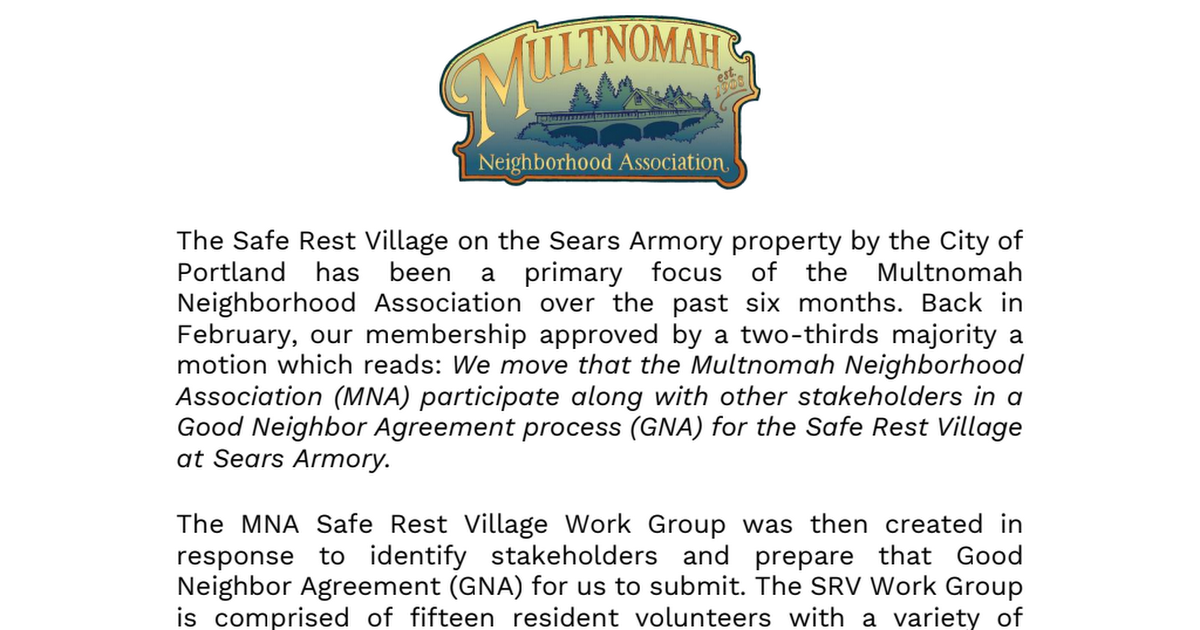 MULTNOMAH
est.
1908
Neighborhood Association
The Safe Rest Village on the Sears Armory property by the City of
Portland has been a primary focus of the Multnomah
Neighborhood Association over the past six months. Back in
February, our membership approved by a two-thirds majority a
motion which reads: We move that the Multnomah Neighborhood
Association (MNA) participate along with other stakeholders in a
Good Neighbor Agreement process (GNA) for the Safe Rest Village
at Sears Armory.
The MNA Safe Rest Village Work Group was then created in
response to identify stakeholders and prepare that Good
Neighbor Agreement (GNA) for us to submit. The SRV Work Group
is comprised of fifteen resident volunteers with a variety of